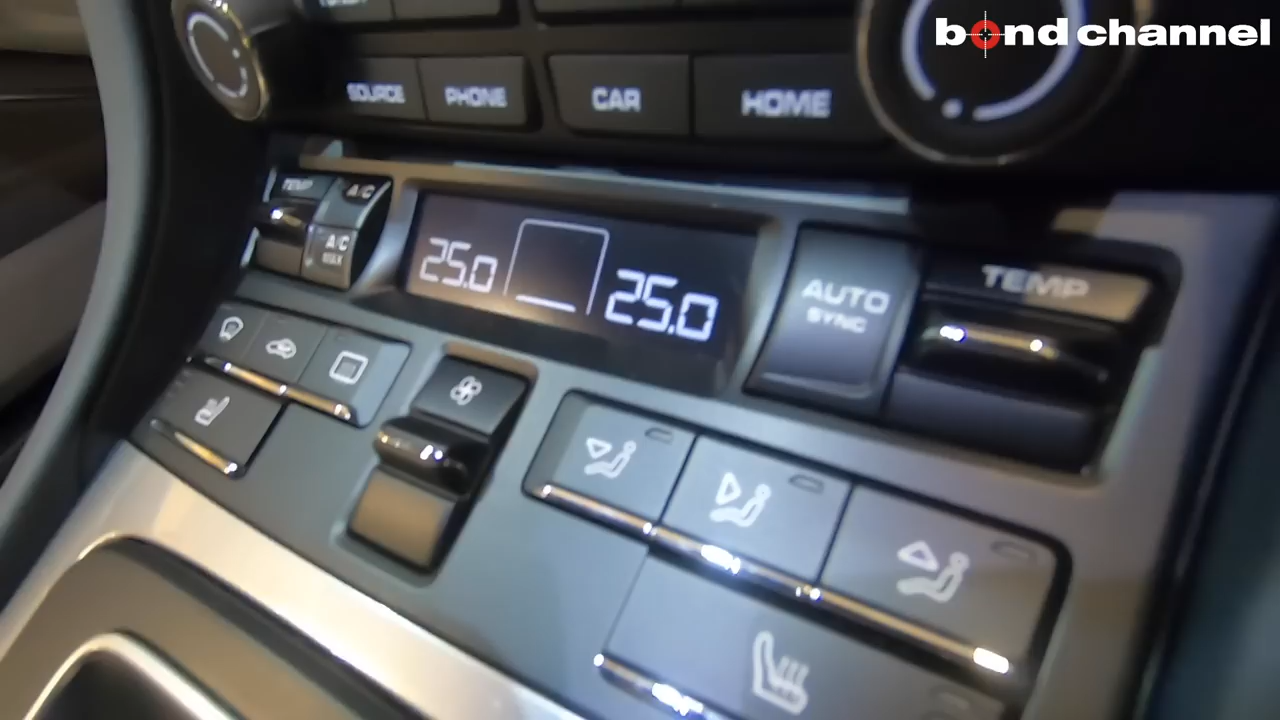 bond channel
SOURCE
PHONE
CAR
HOME
TEMP
A/C
A/C
MAX
25.0
25.0
AUTO
SYNC
TEMP